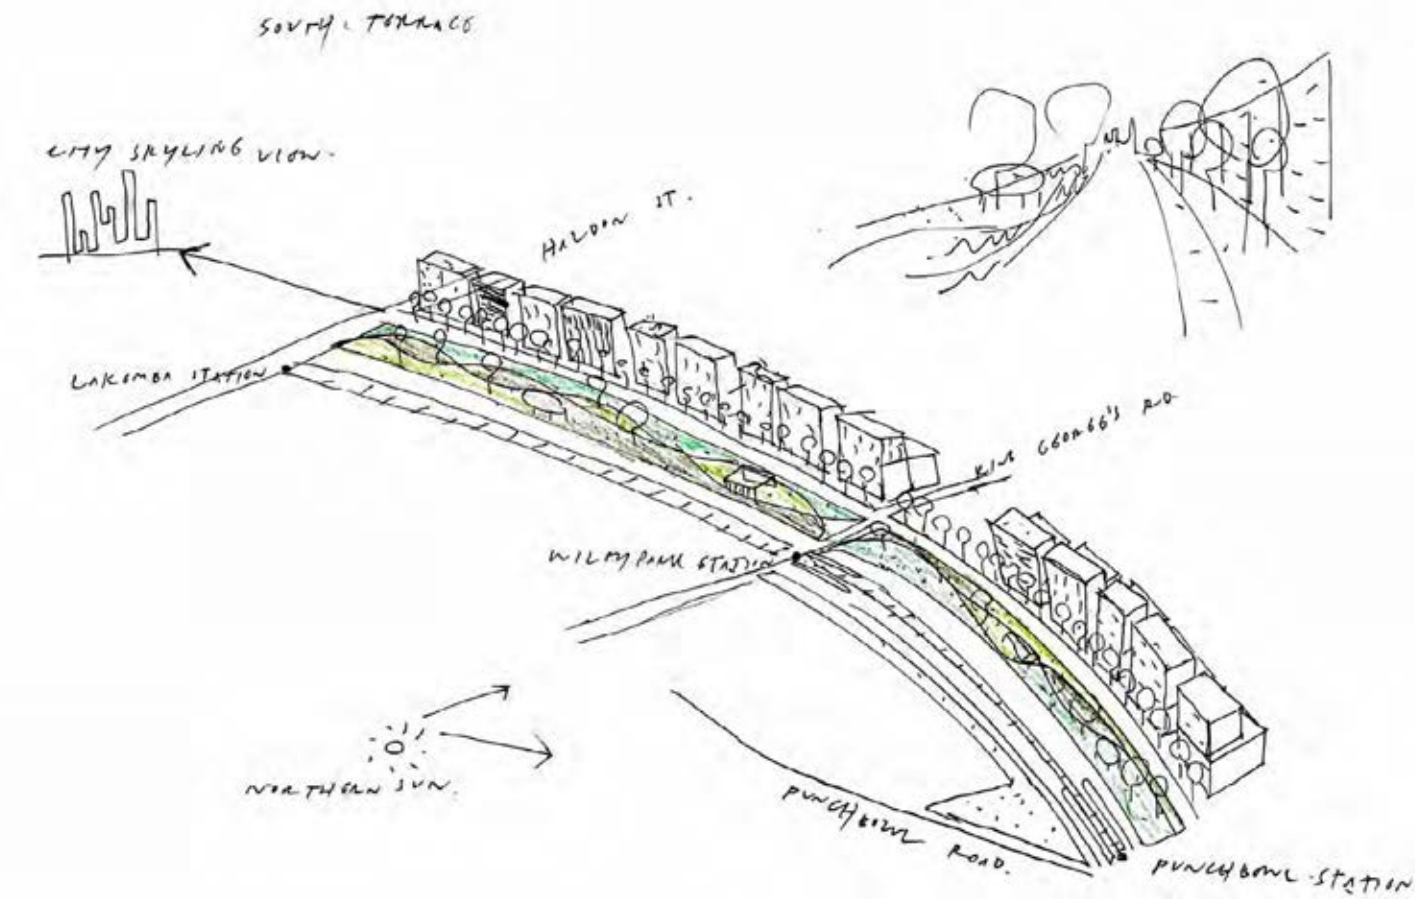 SOUTH TERRACE
CITY SKYLINE VIEW.
HALDON ST.
LAKEMBA STATION
KING GEORGE'S RD
WILEY PARK STATION
NORTHERN SUN.
PUNCHBOWL ROAD.
PUNCHBOWL STATION